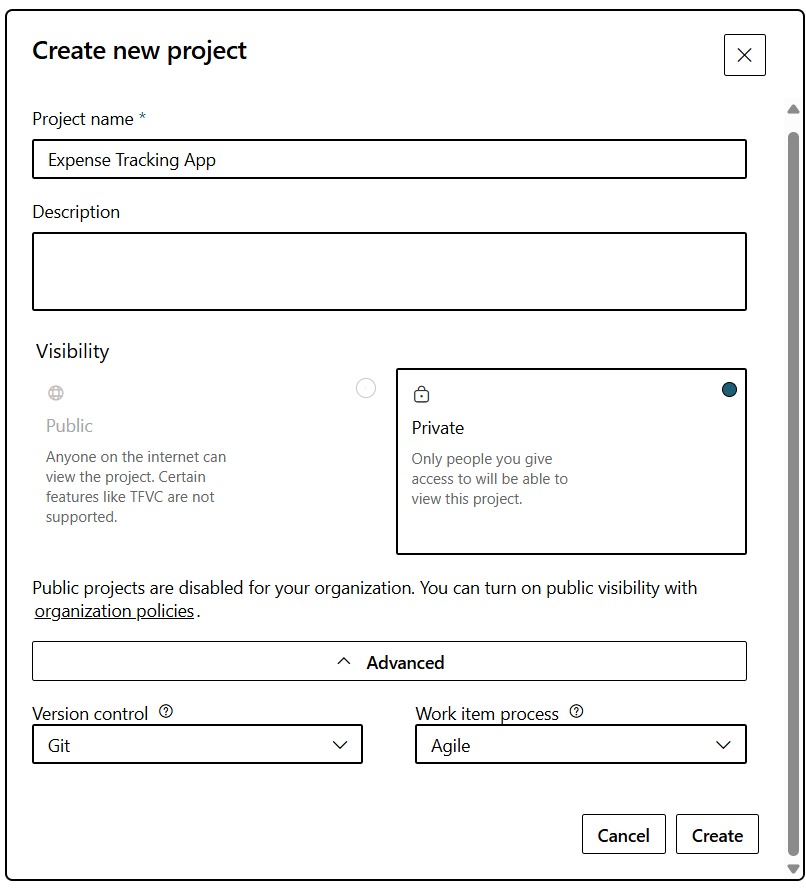 Create new project
Project name *
Expense Tracking App
Description
Visibility
Public
Anyone on the internet can
view the project. Certain
features like TFVC are not
supported.
Private
Only people you give
access to will be able to
view this project.
Public projects are disabled for your organization. You can turn on public visibility with
organization policies.
Advanced
Version control
Git
Work item process
Agile
Cancel
Create